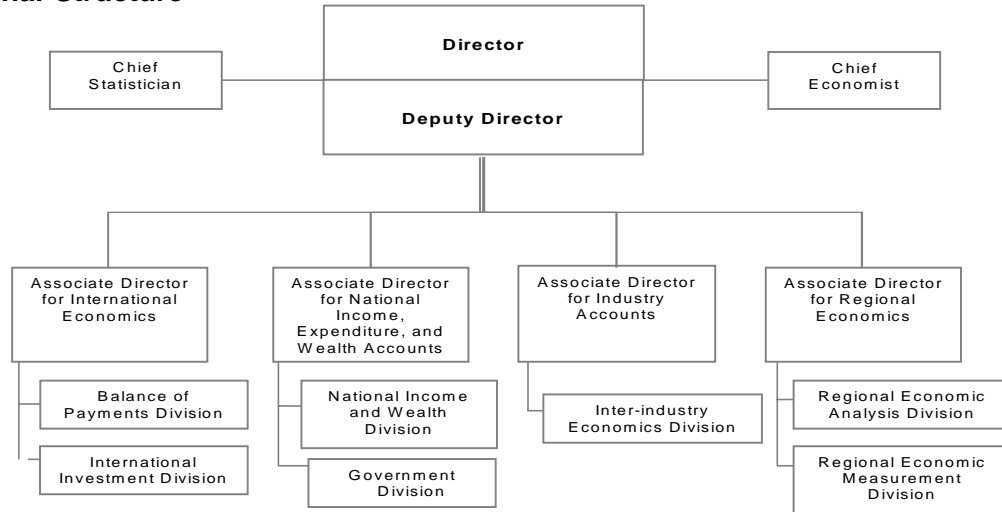 Director
Chief
Statistician
Chief
Economist
Deputy Director
Associate Director
for International
Economics
Associate Director
for National
Income,
Expenditure, and
Wealth Accounts
Associate Director
for Industry
Accounts
Associate Director
for Regional
Economics
Balance of
Payments Division
International
Investment Division
National Income
and Wealth
Division
Government
Division
Inter-industry
Economics Division
Regional Economic
Analysis Division
Regional Economic
Measurement
Division